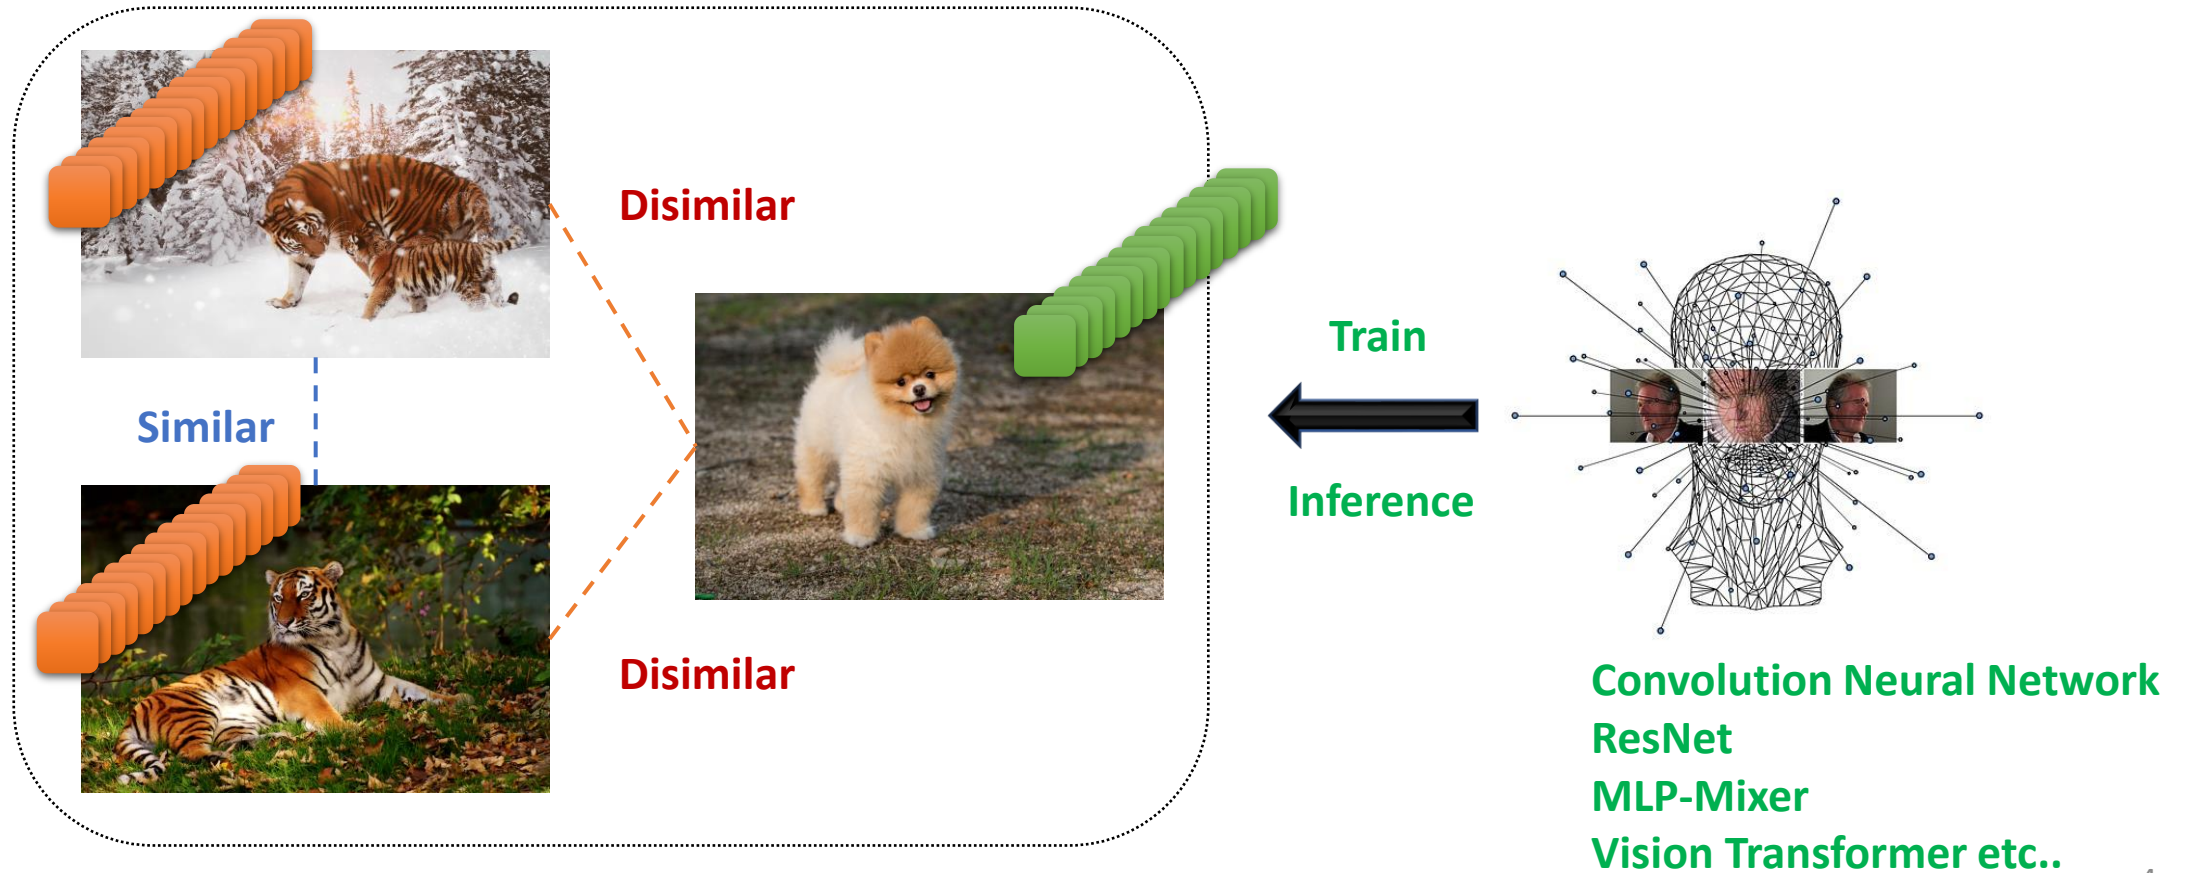 Disimilar
Similar
Disimilar
Train
Inference
Convolution Neural Network
ResNet
MLP-Mixer
Vision Transformer etc..